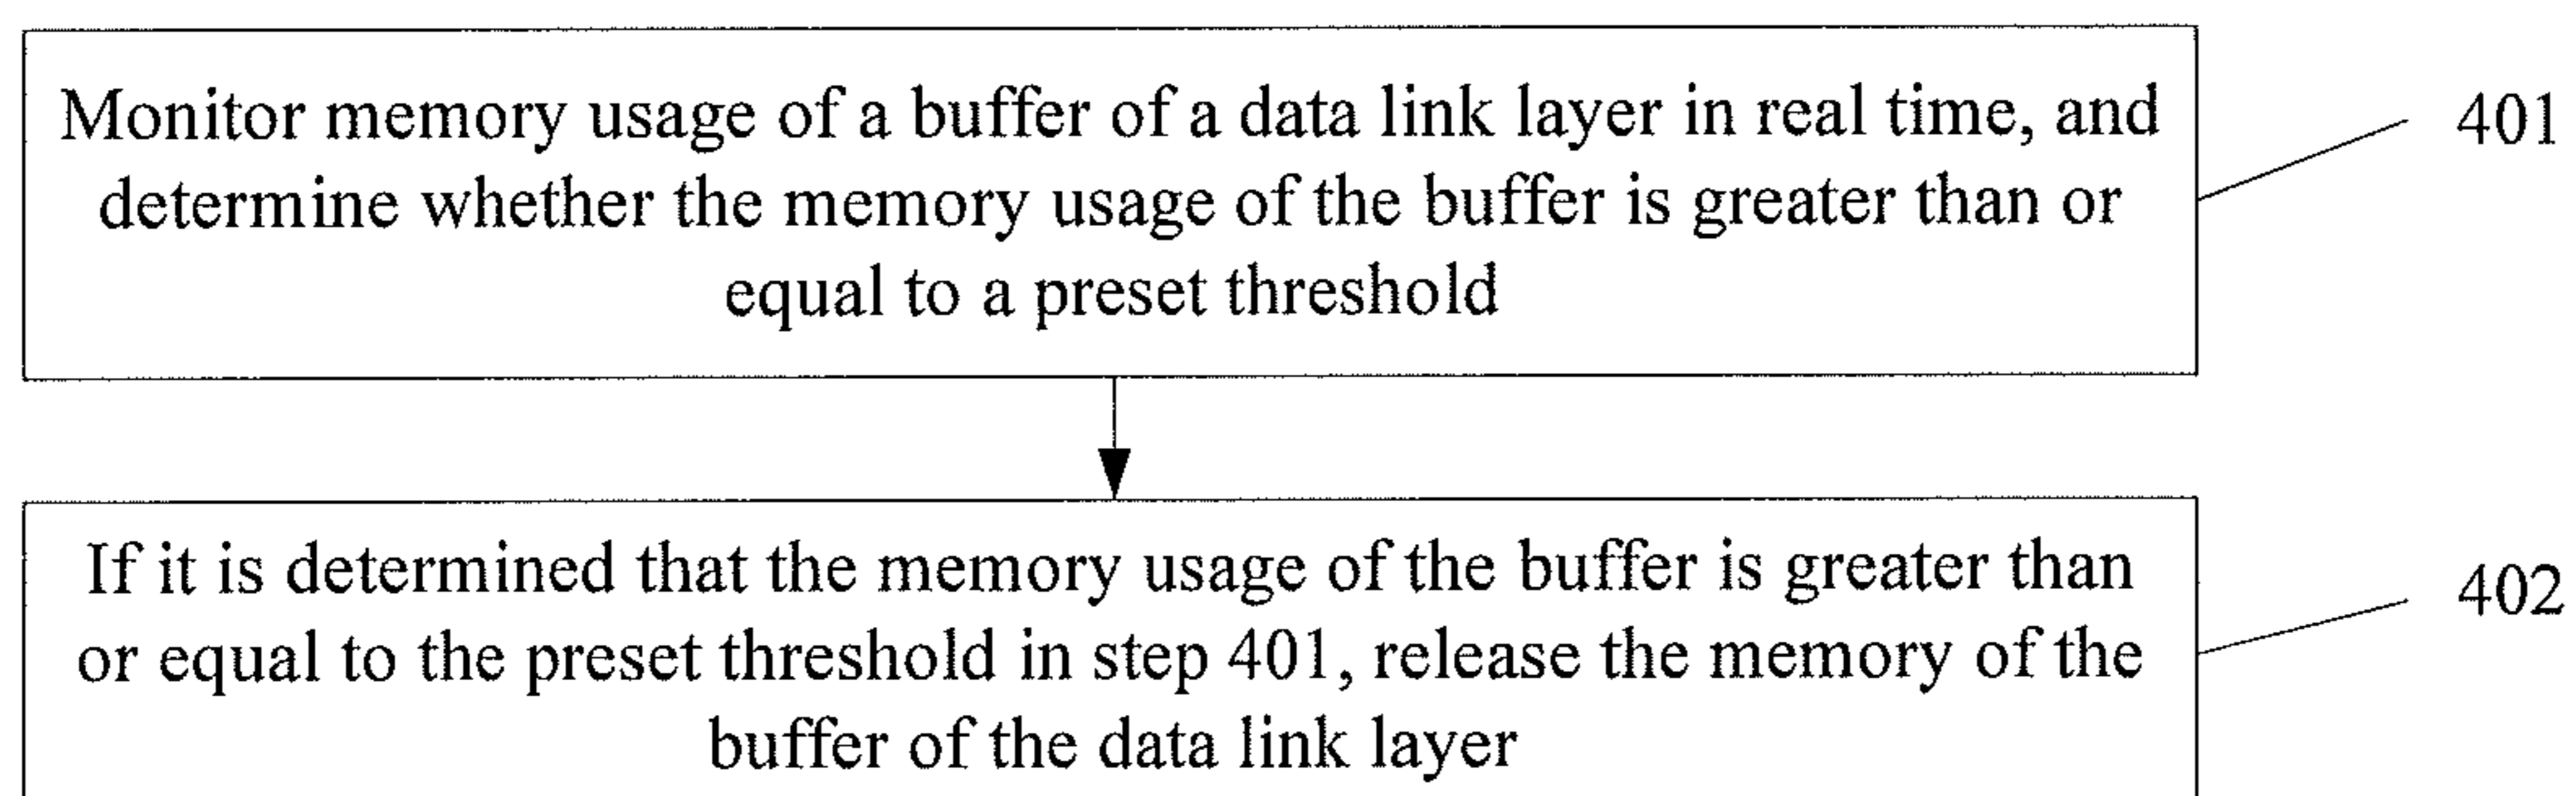 Monitor memory usage of a buffer of a data link layer in real time, and
determine whether the memory usage of the buffer is greater than or
equal to a preset threshold
401
If it is determined that the memory usage of the buffer is greater than
or equal to the preset threshold in step 401, release the memory of the
buffer of the data link layer
402